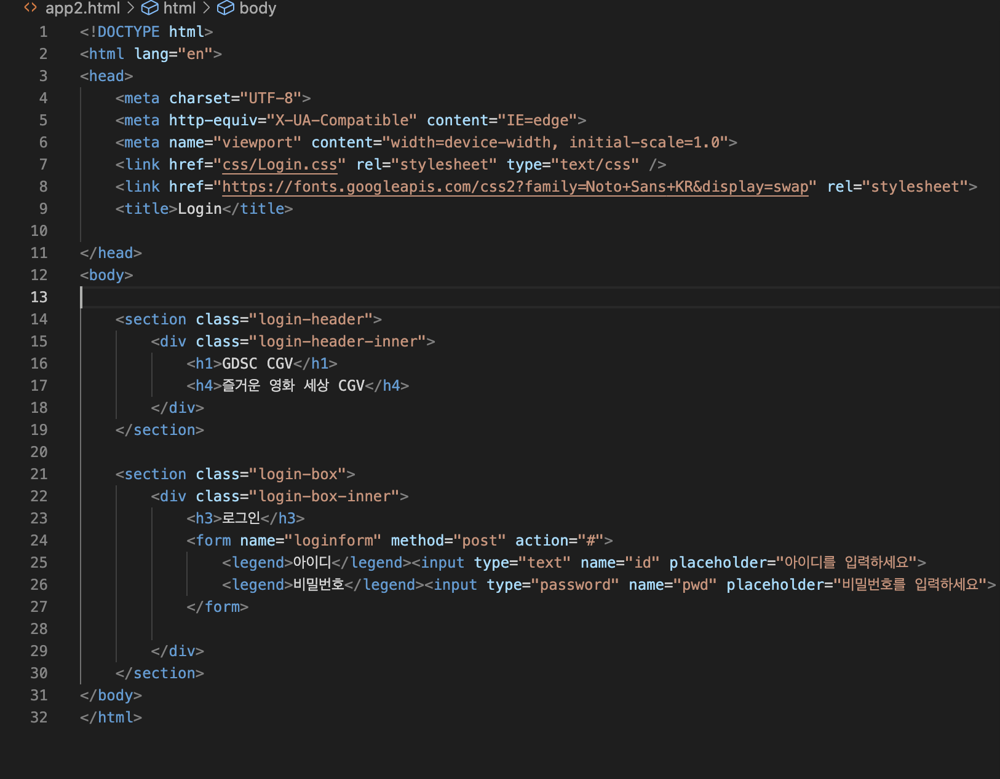 app2.html > html > body
1 <!DOCTYPE html>
2 <html lang="en">
3 <head>
4     <meta charset="UTF-8">
5     <meta http-equiv="X-UA-Compatible" content="IE=edge">
6     <meta name="viewport" content="width=device-width, initial-scale=1.0">
7     <link href="css/Login.css" rel="stylesheet" type="text/css" />
8     <link href="https://fonts.googleapis.com/css2?family=Noto+Sans+KR&display=swap" rel="stylesheet">
9     <title>Login</title>
10
11 </head>
12 <body>
13
14     <section class="login-header">
15         <div class="login-header-inner">
16             <h1>GDSC CGV</h1>
17             <h4>즐거운 영화 세상 CGV</h4>
18         </div>
19     </section>
20
21     <section class="login-box">
22         <div class="login-box-inner">
23             <h3>로그인</h3>
24             <form name="loginform" method="post" action="#">
25                 <legend>아이디</legend><input type="text" name="id" placeholder="아이디를 입력하세요">
26                 <legend>비밀번호</legend><input type="password" name="pwd" placeholder="비밀번호를 입력하세요">
27             </form>
28
29         </div>
30     </section>
31 </body>
32 </html>